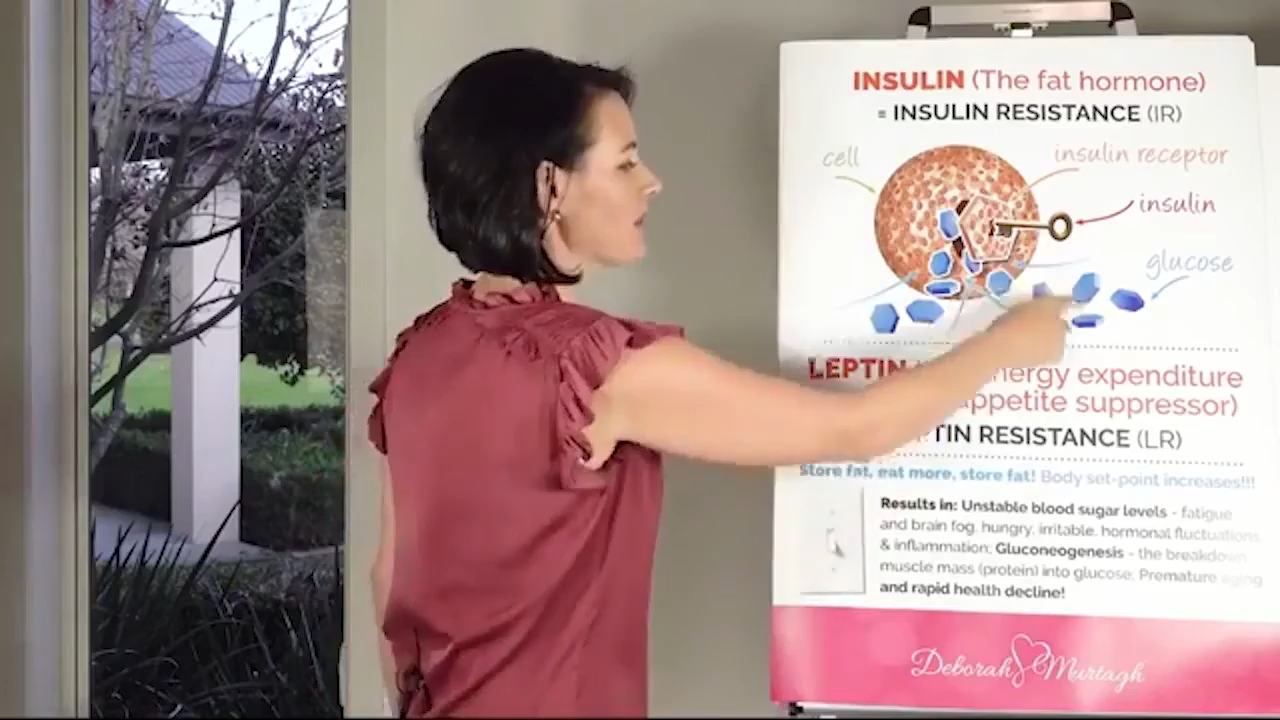 INSULIN (The fat hormone)
= INSULIN RESISTANCE (IR)
cell
insulin receptor
insulin
glucose
LEPTIN
energy expenditure
appetite suppressor)
RESISTANCE (LR)
Store fat, eat more, store fat! Body set-point increases!!!
Results in: Unstable blood sugar levels - fatigue
and brain fog, hungry, irritable, hormonal fluctuations
& inflammation; Gluconeogenesis - the breakdown
muscle mass (protein) into glucose. Premature aging
and rapid health decline!
Deborah Murtagh